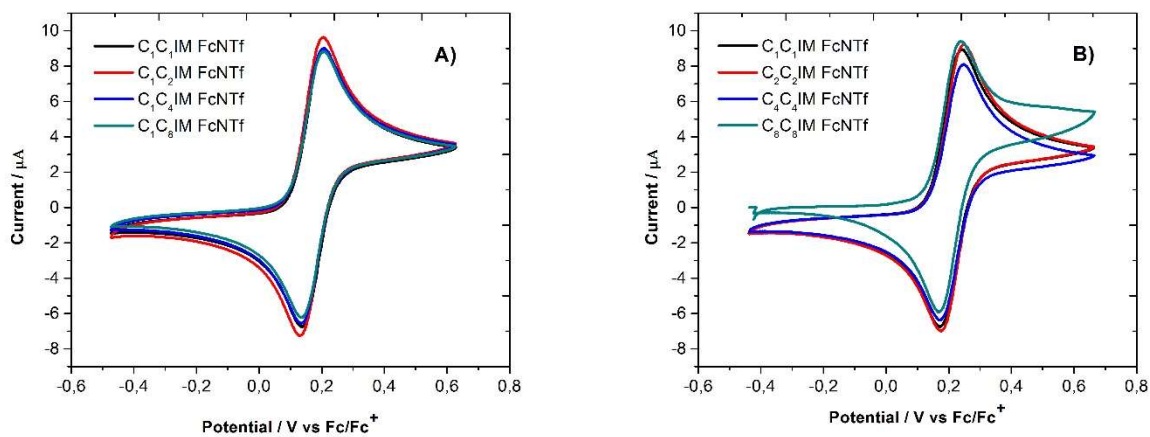 A)
C₁C₁IM FcNTf
C₁C₂IM FcNTf
C₁C₄IM FcNTf
C₁C₈IM FcNTf
10
8
6
4
2
0
-2
-4
-6
-8
Current / µA
-0,6 -0,4 -0,2 0,0 0,2 0,4 0,6 0,8
Potential / V vs Fc/Fc⁺
B)
C₁C₁IM FcNTf
C₂C₂IM FcNTf
C₄C₄IM FcNTf
C₈C₈IM FcNTf
10
8
6
4
2
0
-2
-4
-6
-8
Current / µA
-0,6 -0,4 -0,2 0,0 0,2 0,4 0,6 0,8
Potential / V vs Fc/Fc⁺